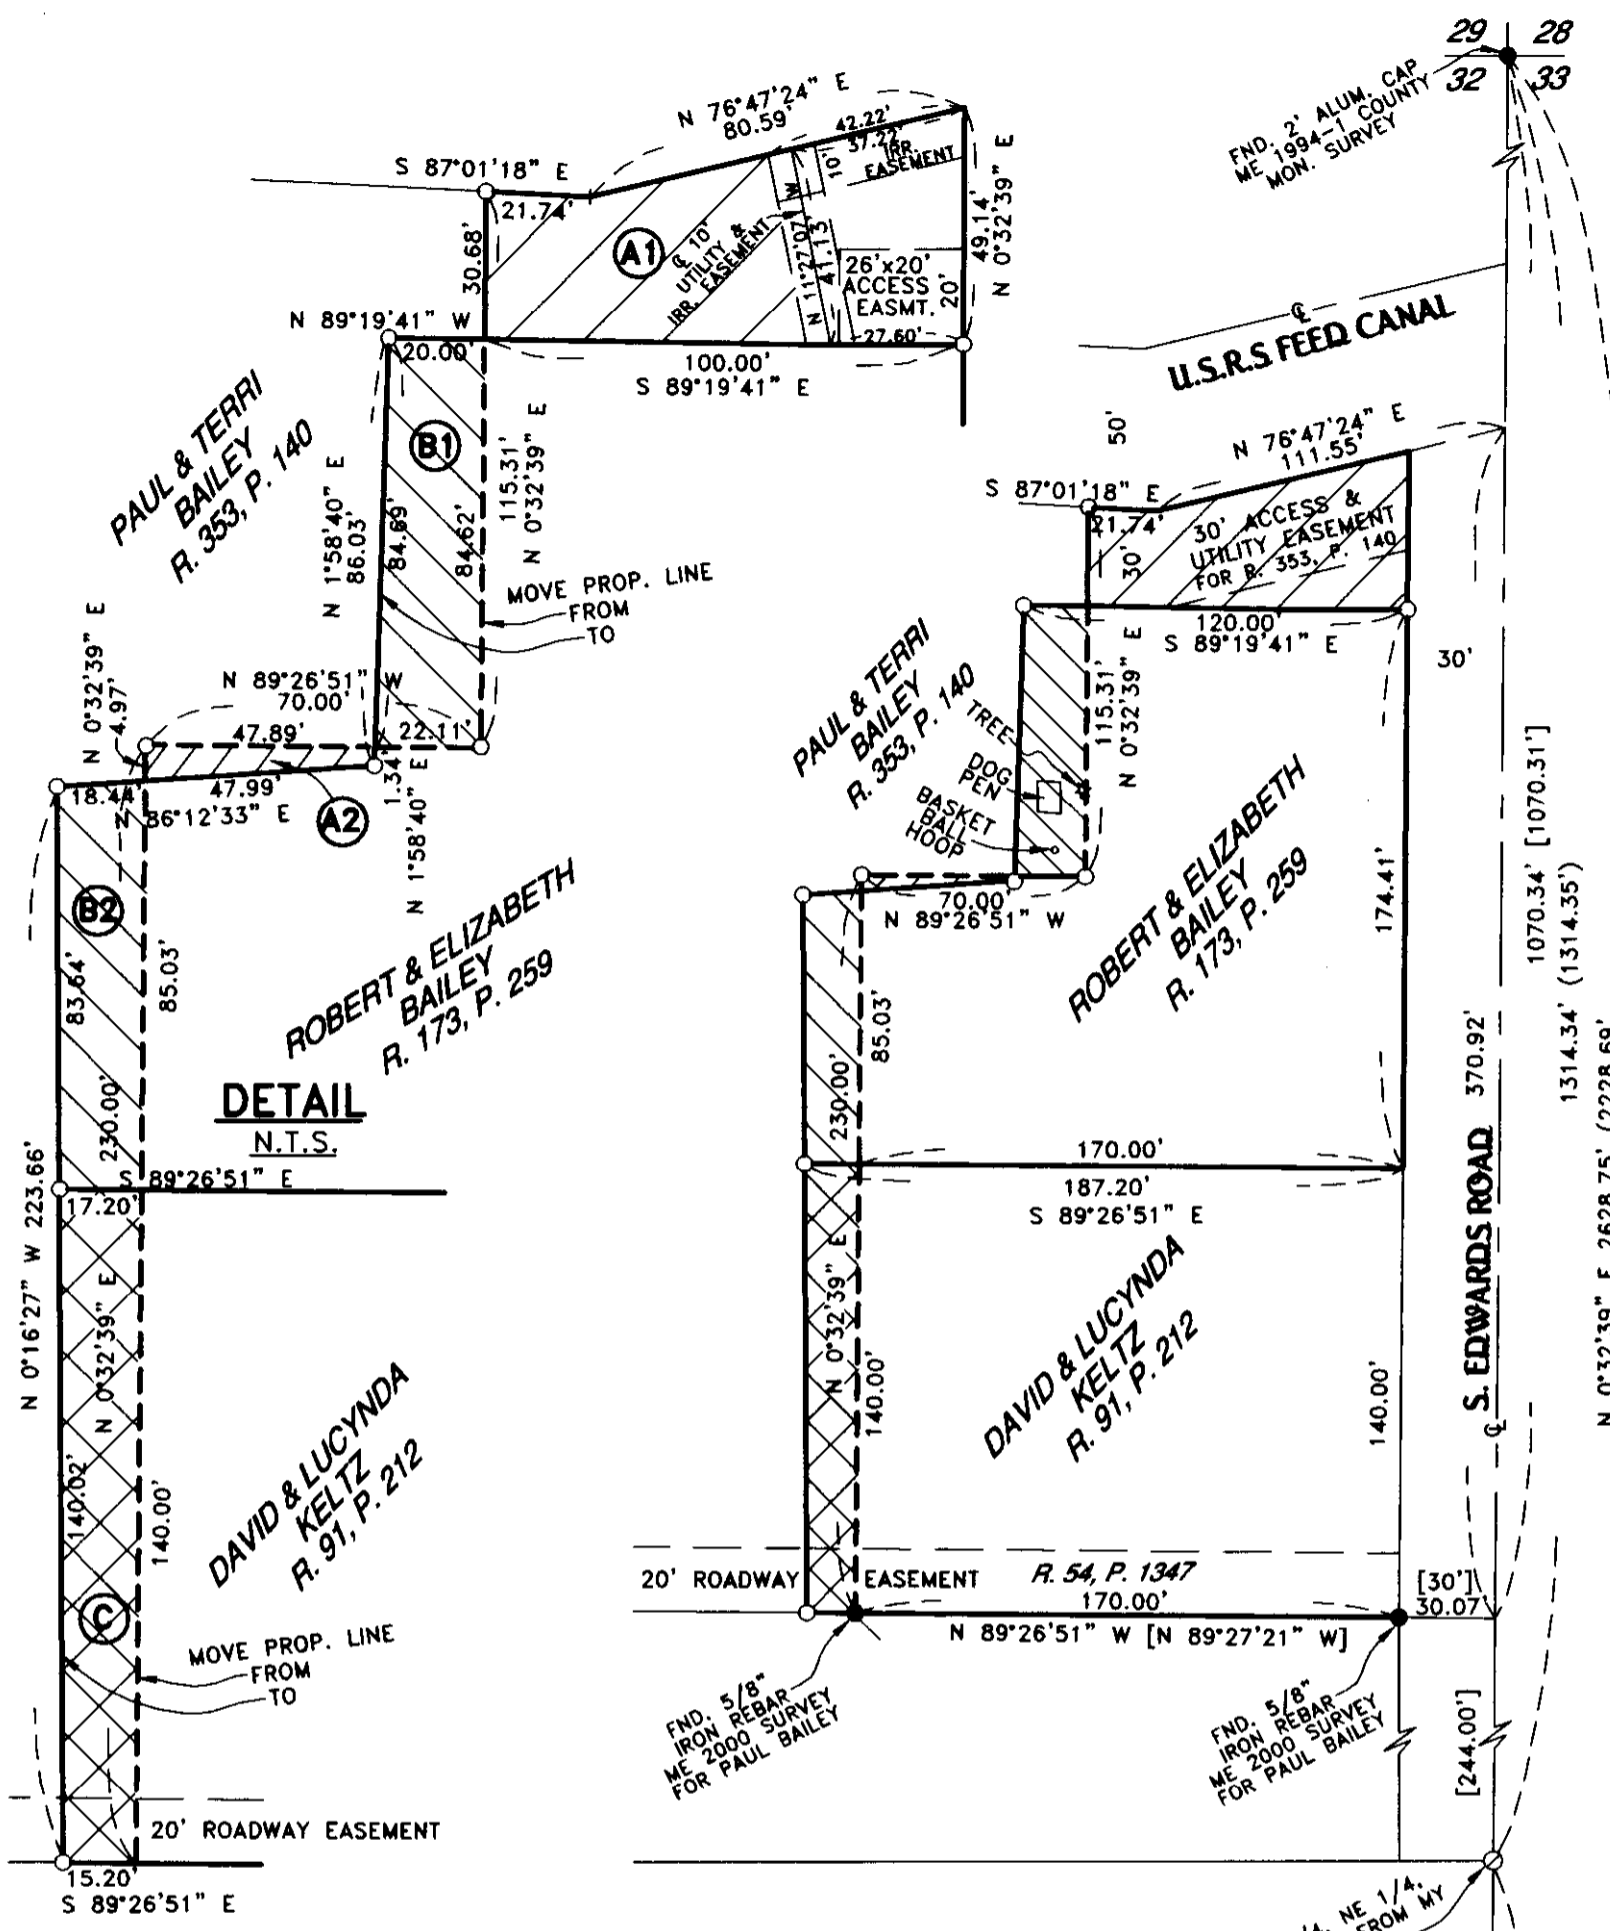 29 28
32 33
FND. 2' ALUM. CAP
ME 1994-1 COUNTY
MON. SURVEY
N 76°47'24" E
80.59'
42.22'
37.22'
IRR.
EASEMENT
10'
S 87°01'18" E
21.74'
30.68'
A1
℄ 10'
UTILITY &
IRR. EASEMENT
N 11°27'07" W
41.13'
26'x20'
ACCESS
EASMT.
20'
27.60'
49.14'
N 0°32'39" E
N 89°19'41" W
20.00'
100.00'
S 89°19'41" E
PAUL & TERRI
BAILEY
R. 353, P. 140
B1
N 1°58'40" E
86.03'
84.69'
84.62'
115.31'
N 0°32'39" E
MOVE PROP. LINE
FROM
TO
N 0°32'39" E
4.97'
N 89°26'51" W
70.00'
47.89'
22.11'
18.44'
47.99'
N 86°12'33" E
A2
1.34'
N 1°58'40" E
B2
83.64'
85.03'
230.00'
ROBERT & ELIZABETH
BAILEY
R. 173, P. 259
DETAIL
N.T.S.
S 89°26'51" E
17.20'
N 0°16'27" W 223.66'
N 0°32'39" E
140.02'
140.00'
DAVID & LUCYNDA
KELTZ
R. 91, P. 212
C
MOVE PROP. LINE
FROM
TO
20' ROADWAY EASEMENT
15.20'
S 89°26'51" E
℄
U.S.R.S FEED CANAL
50'
N 76°47'24" E
111.55'
S 87°01'18" E
21.74'
30'
30' ACCESS &
UTILITY EASEMENT
FOR R. 353, P. 140
120.00'
S 89°19'41" E
30'
PAUL & TERRI
BAILEY
R. 353, P. 140
TREE
DOG
PEN
BASKET
BALL
HOOP
115.31'
N 0°32'39" E
70.00'
N 89°26'51" W
ROBERT & ELIZABETH
BAILEY
R. 173, P. 259
174.41'
85.03'
230.00'
170.00'
187.20'
S 89°26'51" E
N 0°32'39" E
140.00'
DAVID & LUCYNDA
KELTZ
R. 91, P. 212
140.00'
℄ S. EDWARDS ROAD 370.92'
1070.34' [1070.31']
1314.34' (1314.35')
N 0°32'39" E 2628.75' (2228.69'
20' ROADWAY EASEMENT R. 54, P. 1347
170.00'
N 89°26'51" W [N 89°27'21" W]
[30']
30.07
FND. 5/8"
IRON REBAR
ME 2000 SURVEY
FOR PAUL BAILEY
FND. 5/8"
IRON REBAR
ME 2000 SURVEY
FOR PAUL BAILEY
[244.00']
NE 1/4,
FROM MY